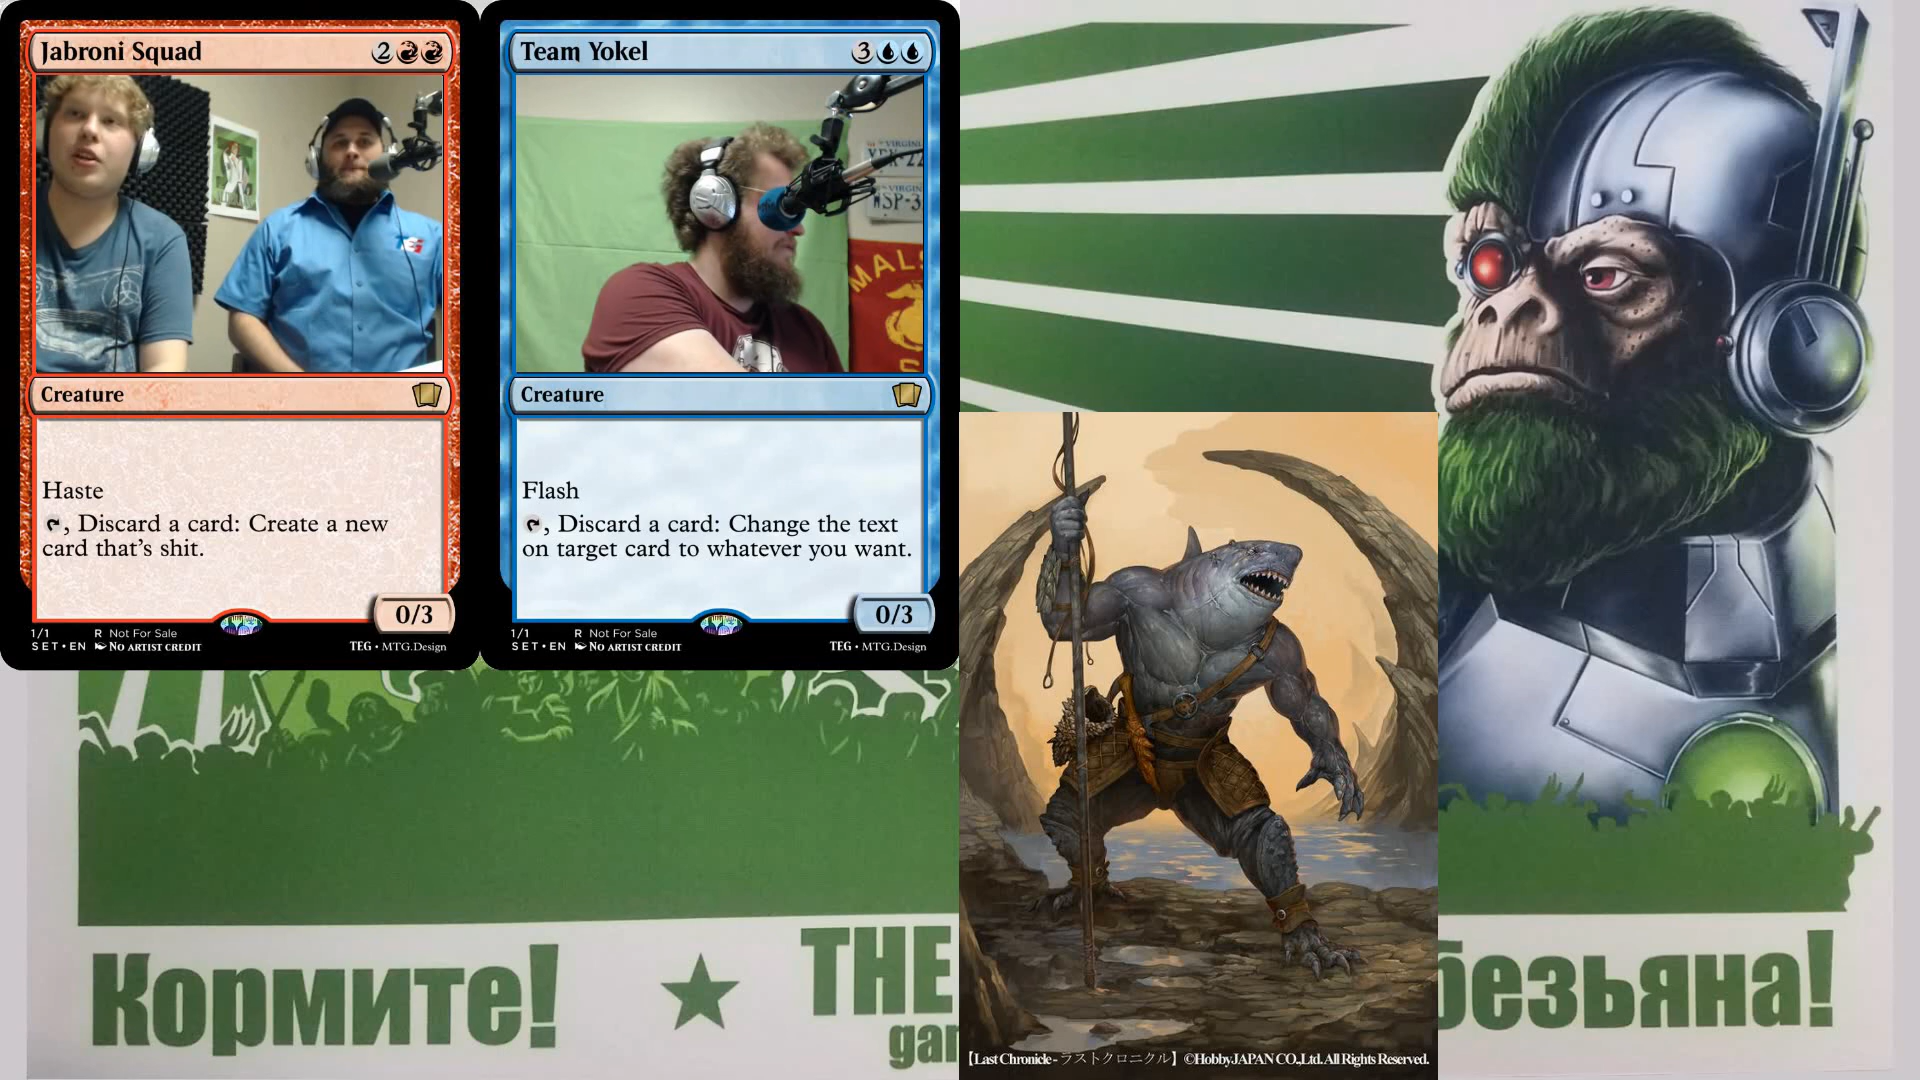 Jabroni Squad
2
Creature
Haste
, Discard a card: Create a new
card that's shit.
0/3
1/1 R Not For Sale
SET • EN NO ARTIST CREDIT
TEG • MTG.Design
Team Yokel
3
MALS
Creature
Flash
, Discard a card: Change the text
on target card to whatever you want.
0/3
1/1 R Not For Sale
SET • EN NO ARTIST CREDIT
TEG • MTG.Design
Кормите!
THE
gam
безьяна!
【Last Chronicle - ラストクロニクル】©HobbyJAPAN CO.,Ltd. All Rights Reserved.